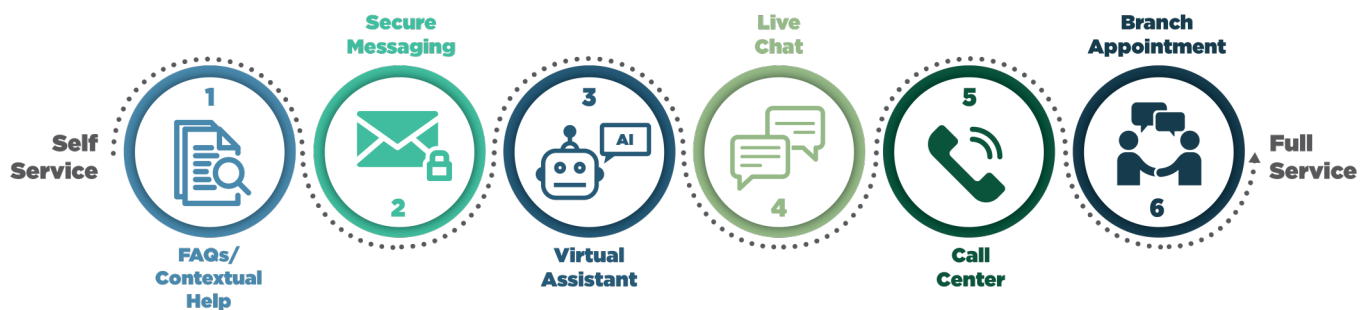 Self
Service
1
FAQs/
Contextual
Help
Secure
Messaging
2
3
AI
Virtual
Assistant
Live
Chat
4
5
Call
Center
Branch
Appointment
6
Full
Service